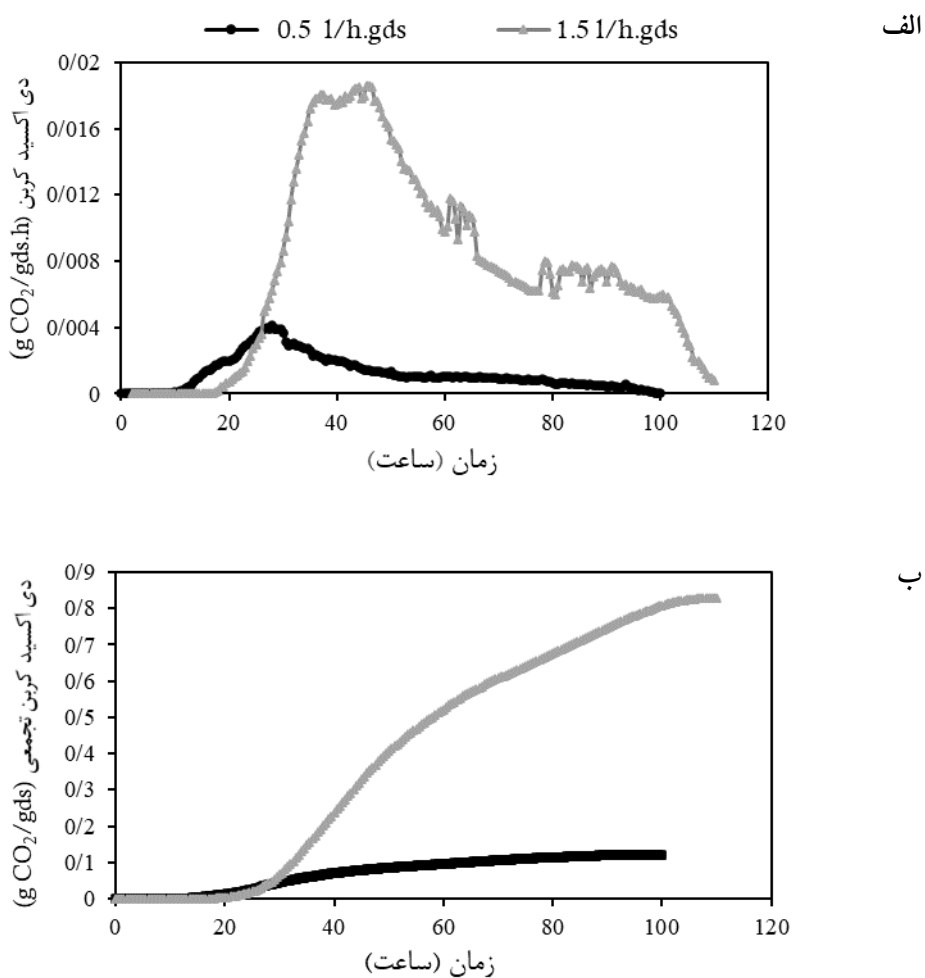 الف
0.5 l/h.gds
1.5 l/h.gds
دی اکسید کربن (g CO₂/gds.h)
0/02
0/016
0/012
0/008
0/004
0
0 20 40 60 80 100 120
زمان (ساعت)
ب
دی اکسید کربن تجمعی (g CO₂/gds)
0/9
0/8
0/7
0/6
0/5
0/4
0/3
0/2
0/1
0
0 20 40 60 80 100 120
زمان (ساعت)